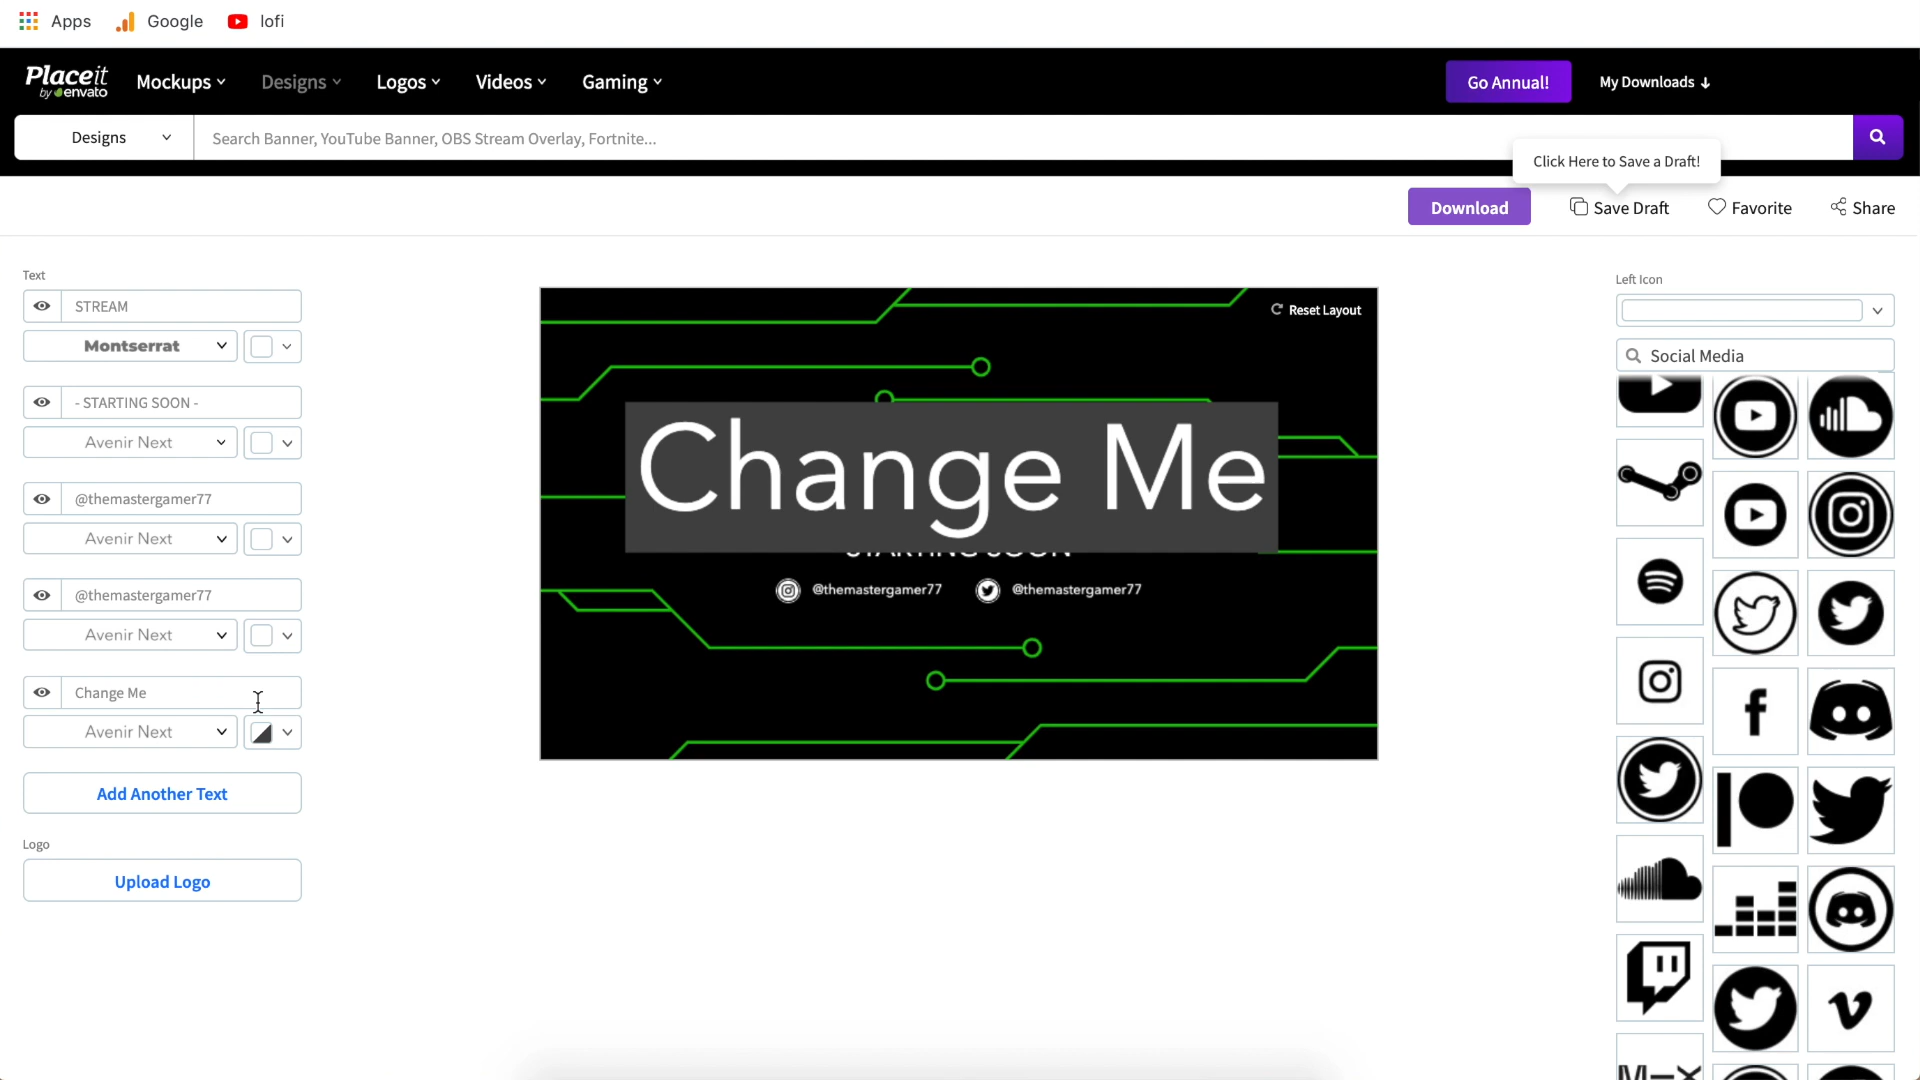 Apps Google lofi
Placeit
by envato
Mockups Designs Logos Videos Gaming
Go Annual! My Downloads
Designs Search Banner, YouTube Banner, OBS Stream Overlay, Fortnite...
Click Here to Save a Draft!
Download Save Draft Favorite Share
Text
STREAM
Montserrat
- STARTING SOON -
Avenir Next
@themastergamer77
Avenir Next
@themastergamer77
Avenir Next
Change Me
Avenir Next
Add Another Text
Logo
Upload Logo
Reset Layout
Change Me
STARTING SOON
@themastergamer77 @themastergamer77
Left Icon
Social Media